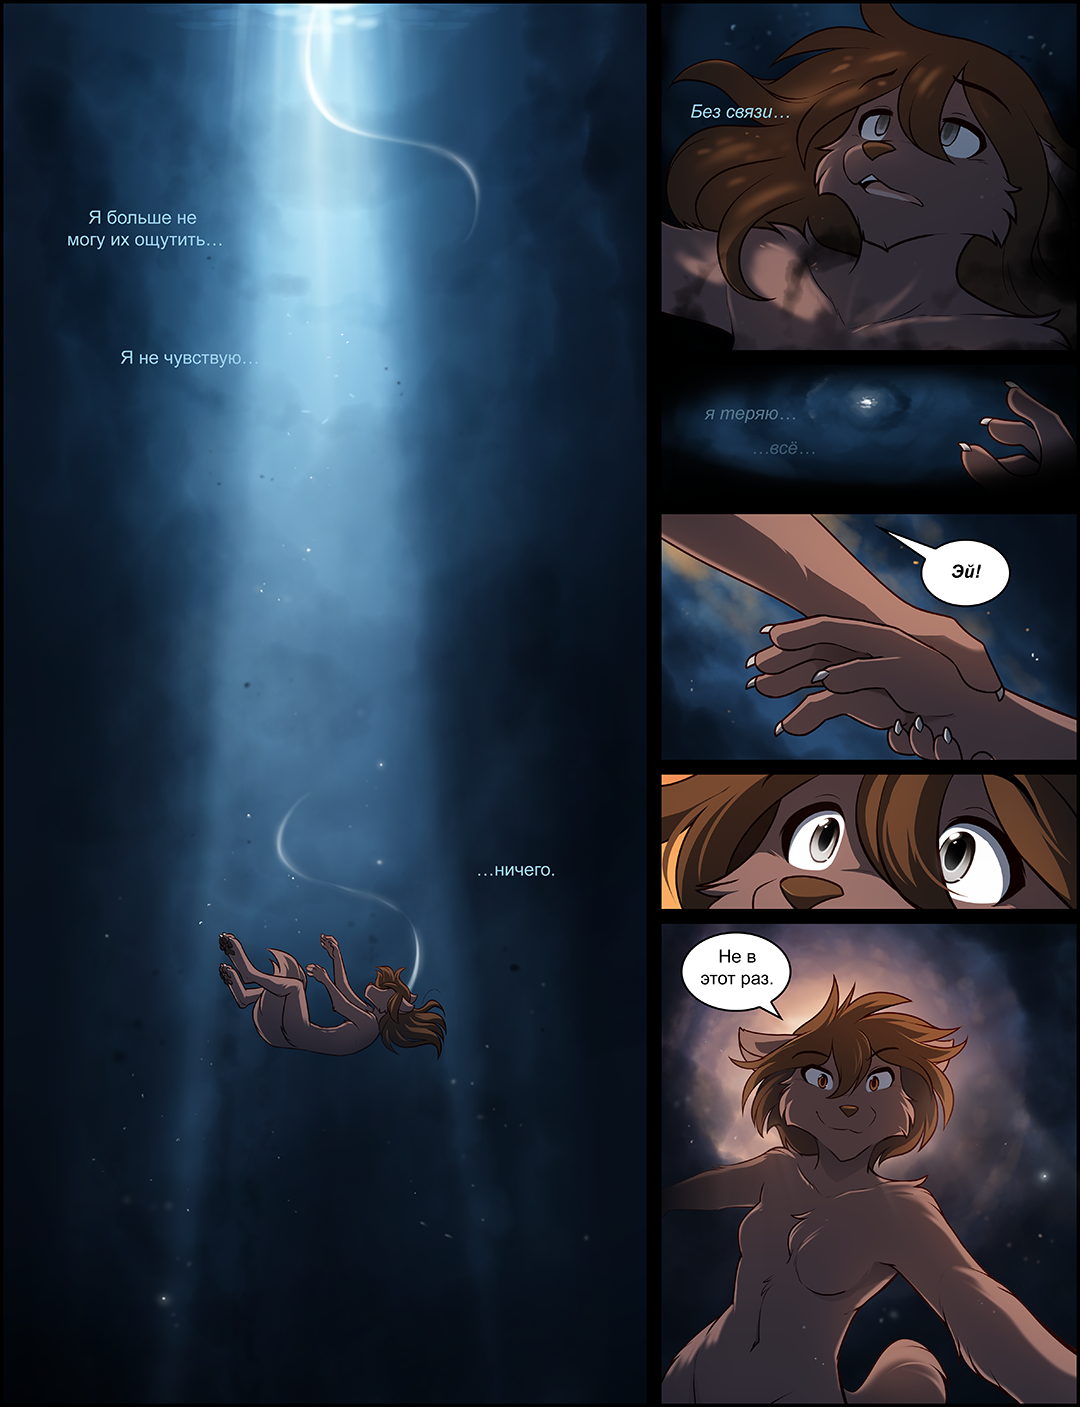 Я больше не
могу их ощутить…
Я не чувствую…
…ничего.
Без связи…
я теряю…
…всё…
Эй!
Не в
этот раз.